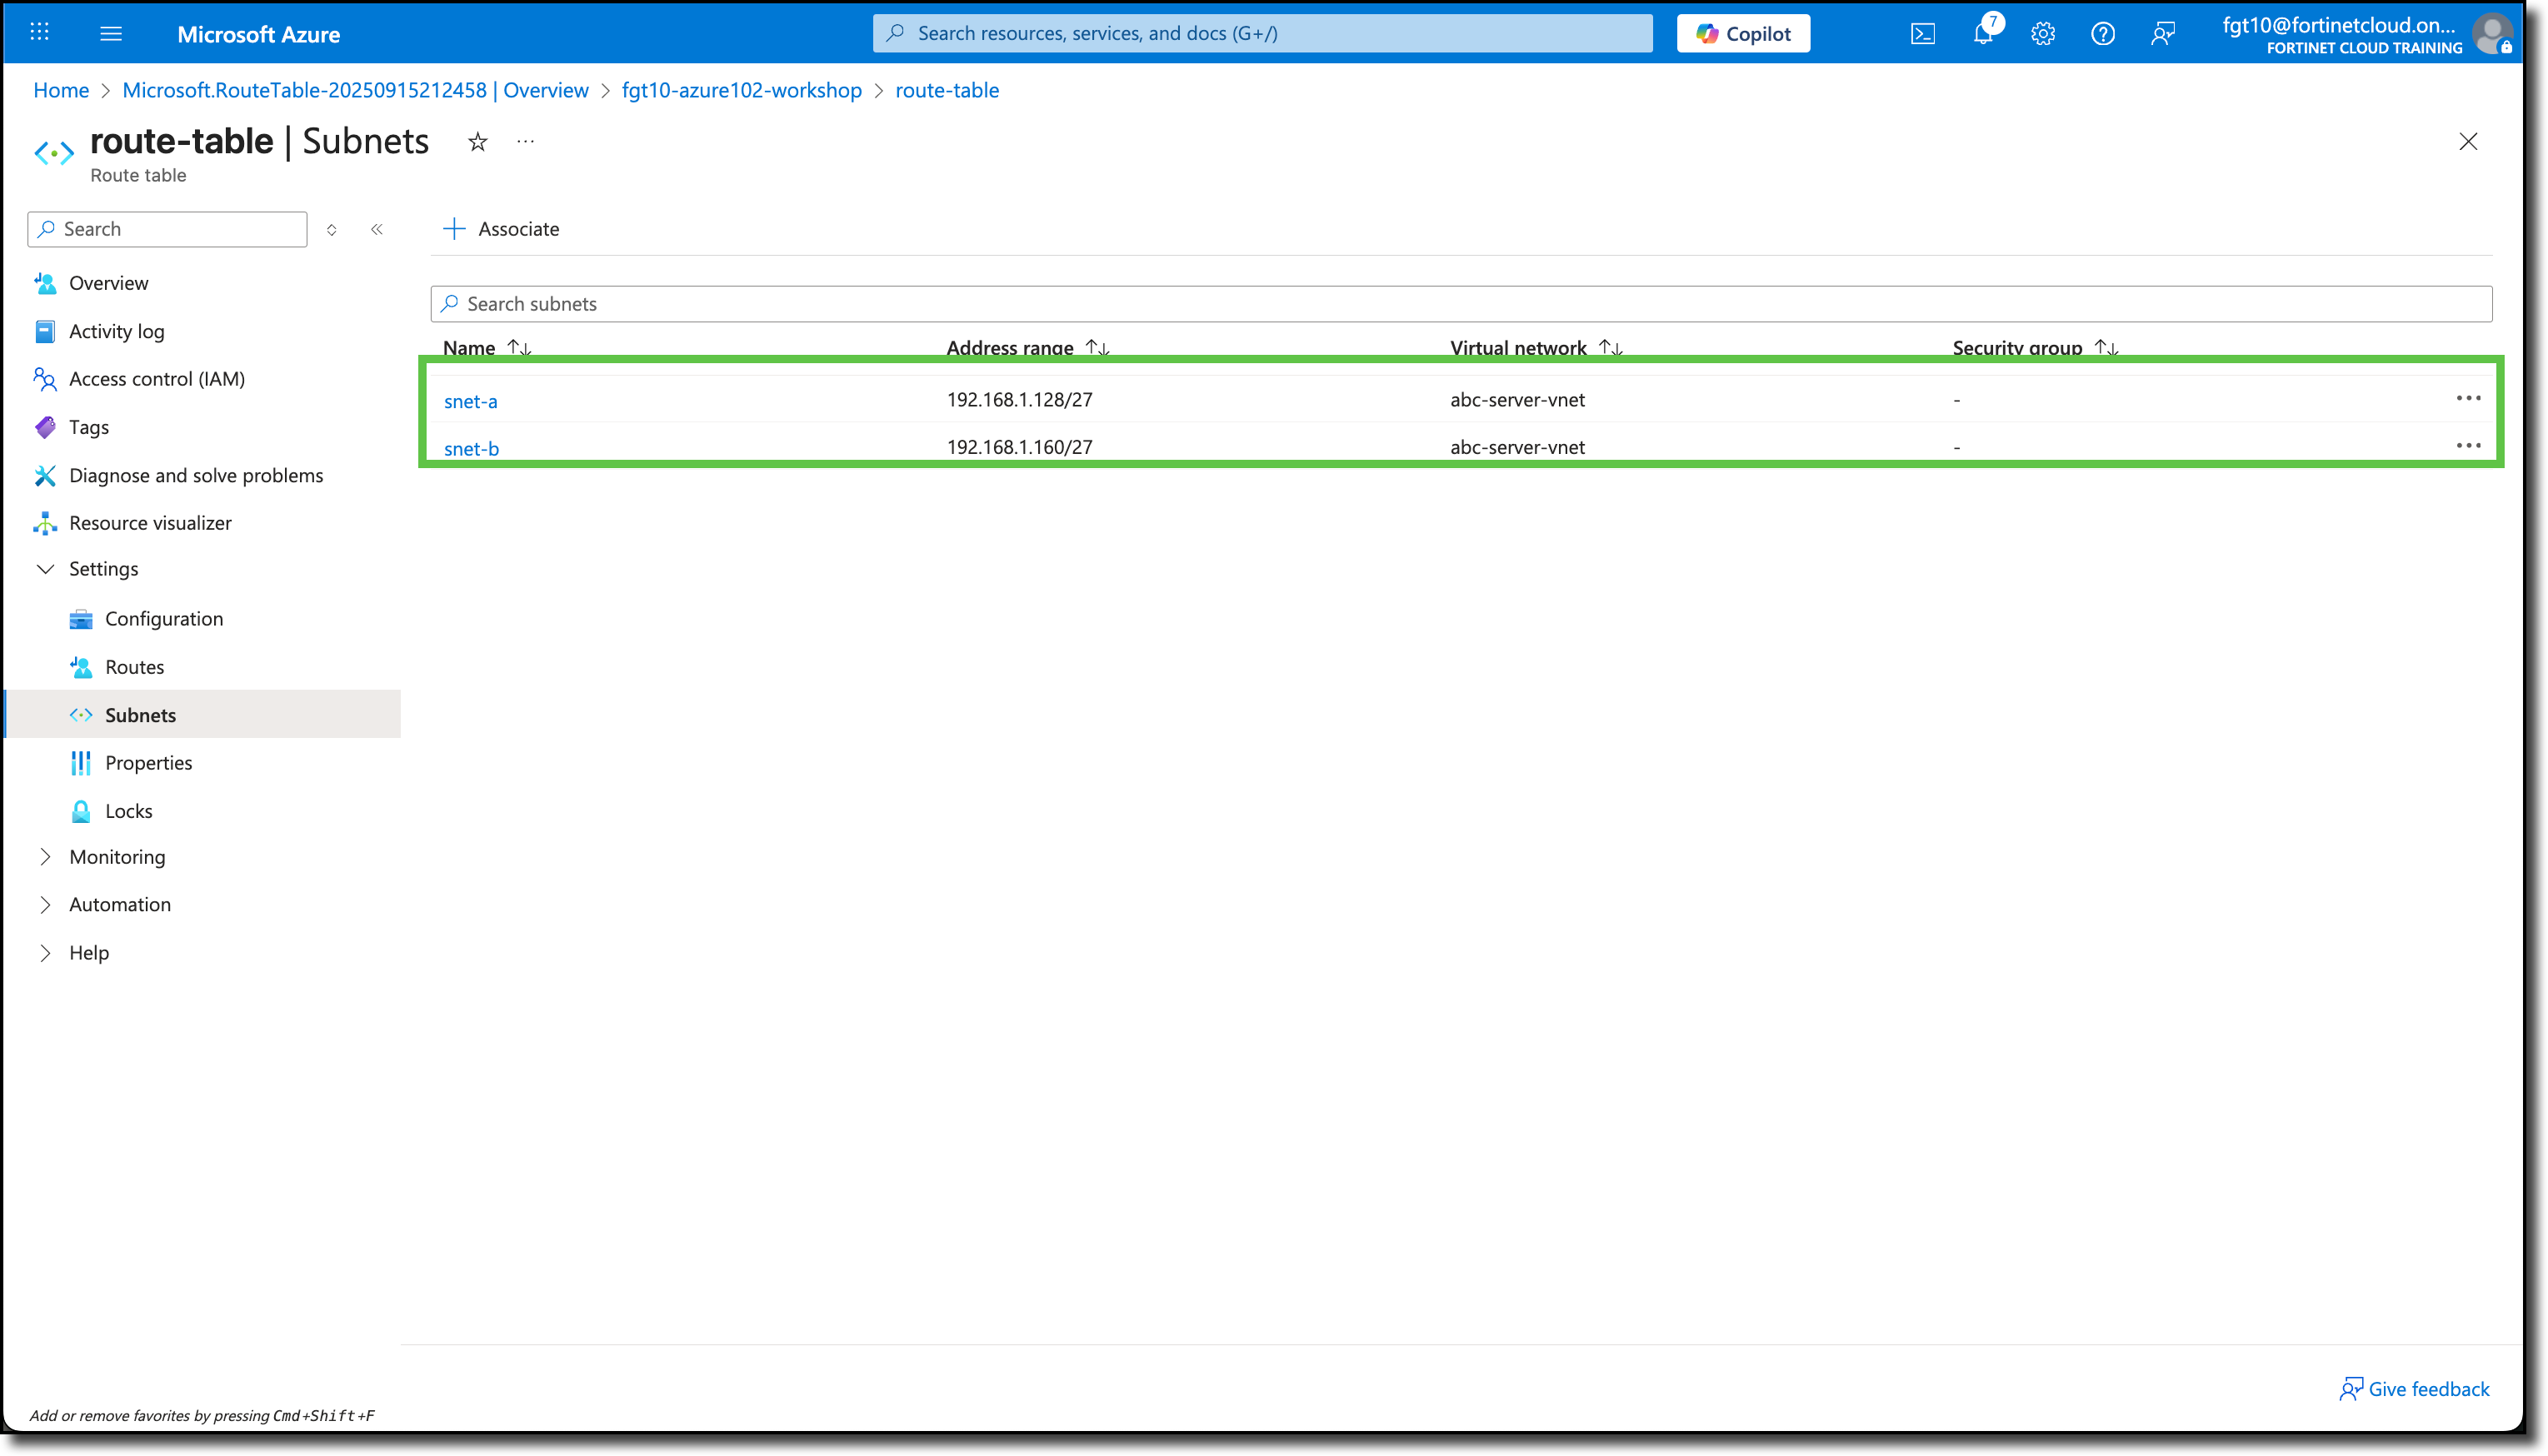 Microsoft Azure
Search resources, services, and docs (G+/)
Copilot
7
fgt10@fortinetcloud.on...
FORTINET CLOUD TRAINING
Home > Microsoft.RouteTable-20250915212458 | Overview > fgt10-azure102-workshop > route-table
route-table | Subnets
Route table
Search
Associate
Overview
Activity log
Access control (IAM)
Tags
Diagnose and solve problems
Resource visualizer
Settings
Configuration
Routes
Subnets
Properties
Locks
Monitoring
Automation
Help
Search subnets
Name Address range Virtual network Security group
snet-a 192.168.1.128/27 abc-server-vnet -
snet-b 192.168.1.160/27 abc-server-vnet -
Give feedback
Add or remove favorites by pressing Cmd+Shift+F